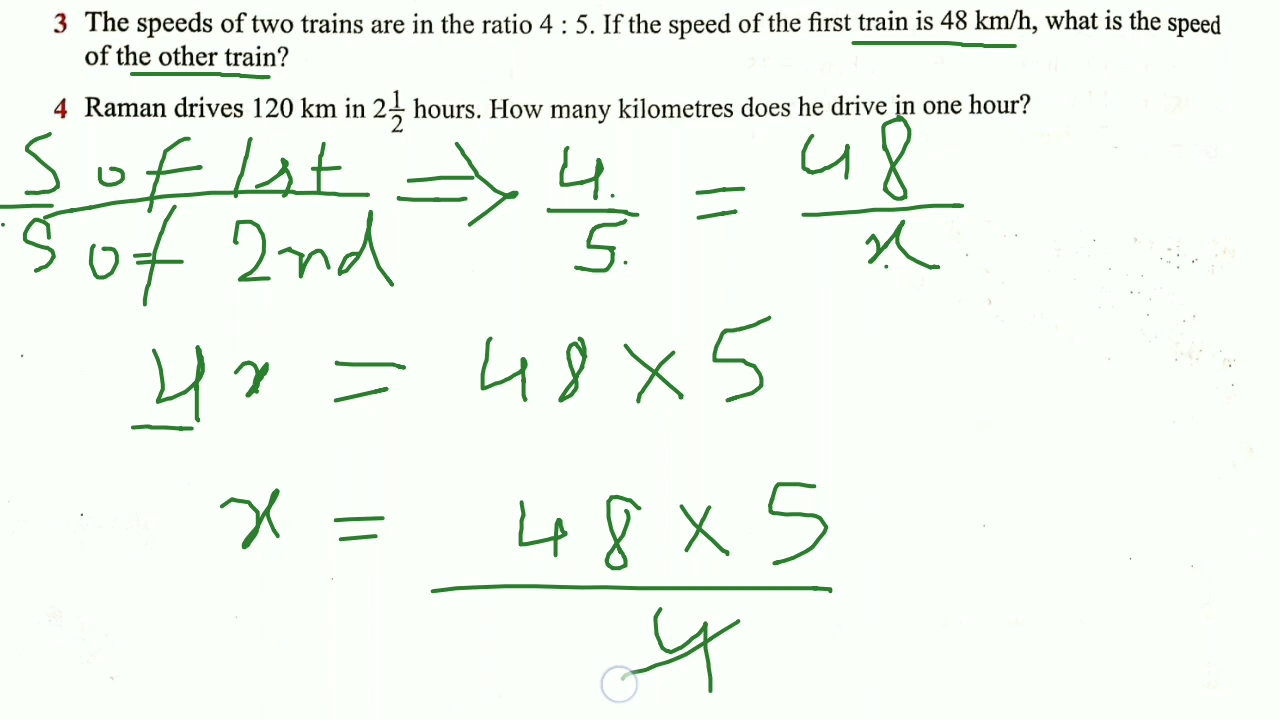 3 The speeds of two trains are in the ratio 4 : 5. If the speed of the first train is 48 km/h, what is the speed
of the other train?
4 Raman drives 120 km in 2 1/2 hours. How many kilometres does he drive in one hour?
S of 1st / S of 2nd ⇒ 4/5 = 48/x
4x = 48 × 5
x = 48 × 5 / 4